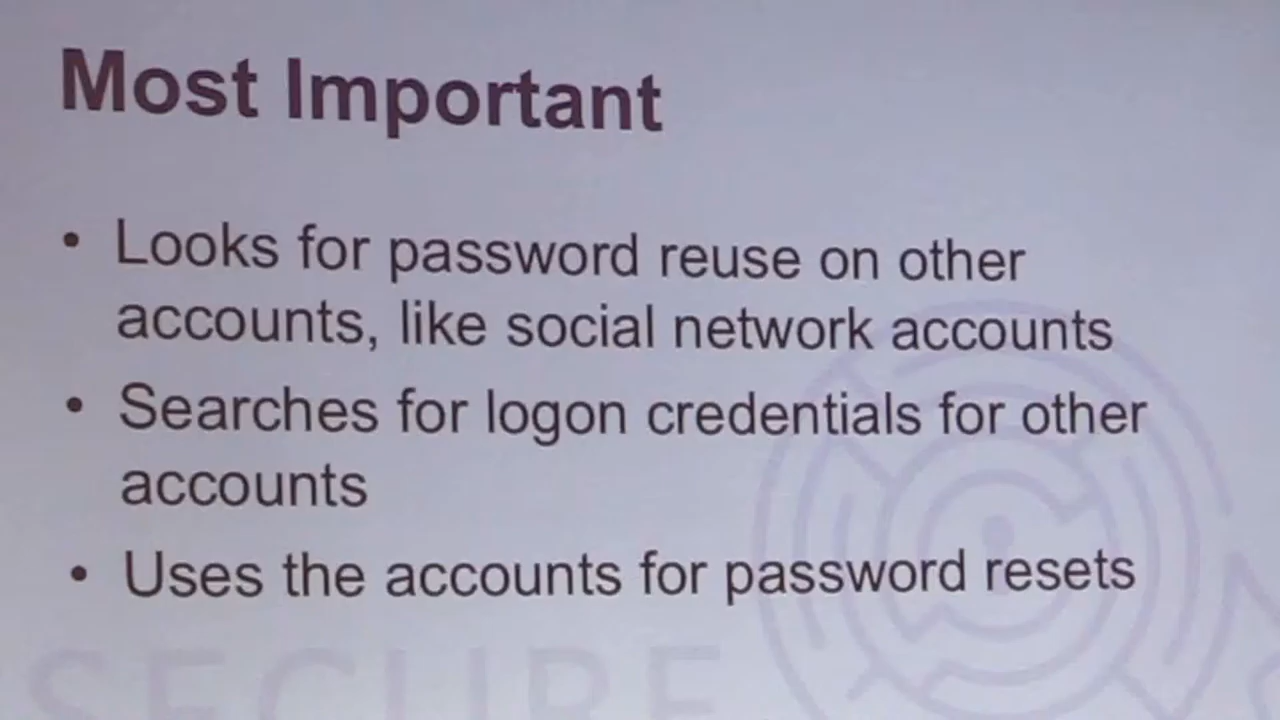 Most Important
• Looks for password reuse on other
accounts, like social network accounts
• Searches for logon credentials for other
accounts
• Uses the accounts for password resets
SECURE